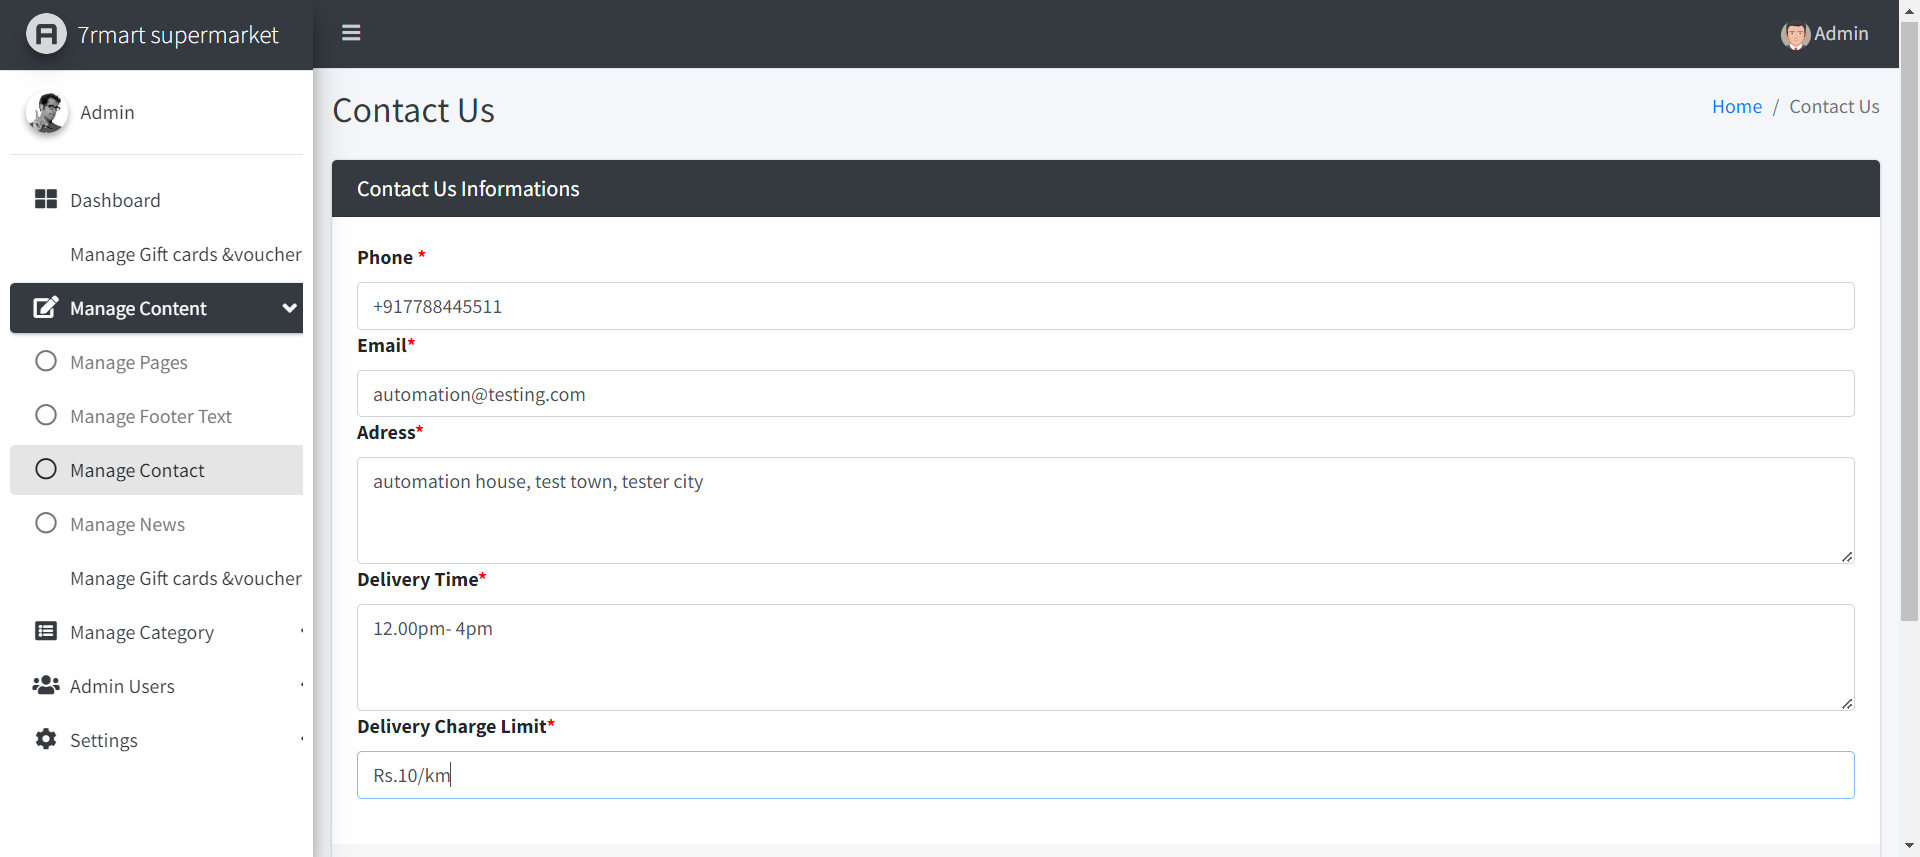 7rmart supermarket
Admin
Admin
Contact Us
Home / Contact Us
Dashboard
Manage Gift cards &voucher
Manage Content
Manage Pages
Manage Footer Text
Manage Contact
Manage News
Manage Gift cards &voucher
Manage Category
Admin Users
Settings
Contact Us Informations
Phone *
+917788445511
Email*
automation@testing.com
Adress*
automation house, test town, tester city
Delivery Time*
12.00pm- 4pm
Delivery Charge Limit*
Rs.10/km